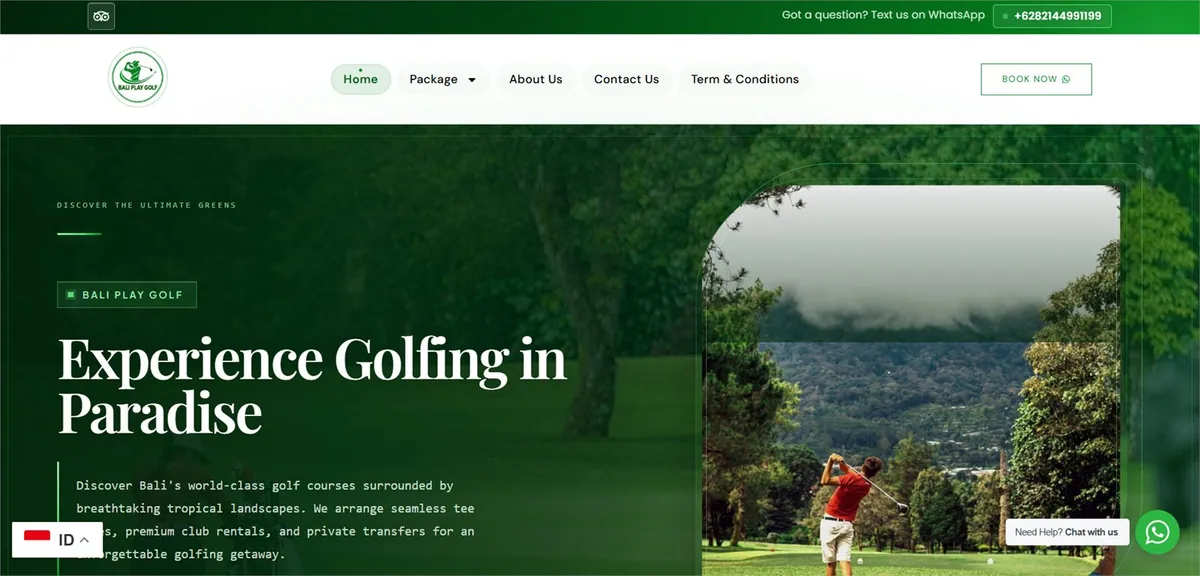 Got a question? Text us on WhatsApp
+6282144991199
BALI PLAY GOLF
Home
Package
About Us
Contact Us
Term & Conditions
BOOK NOW
DISCOVER THE ULTIMATE GREENS
BALI PLAY GOLF
Experience Golfing in
Paradise
Discover Bali's world-class golf courses surrounded by
breathtaking tropical landscapes. We arrange seamless tee
premium club rentals, and private transfers for an
golfing getaway.
ID
Need Help? Chat with us